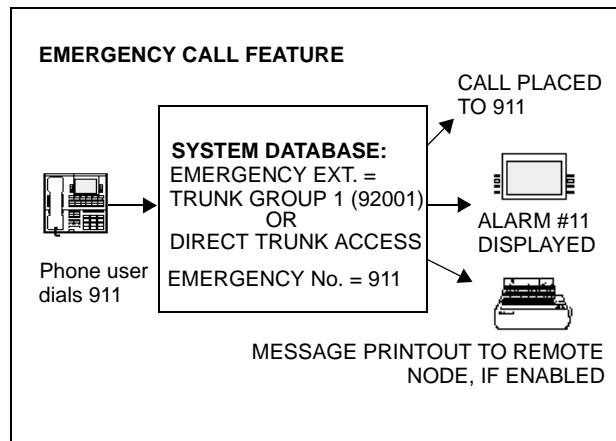 EMERGENCY CALL FEATURE
CALL PLACED
TO 911
SYSTEM DATABASE:
EMERGENCY EXT. =
TRUNK GROUP 1 (92001)
OR
DIRECT TRUNK ACCESS
EMERGENCY No. = 911
Phone user
dials 911
ALARM #11
DISPLAYED
MESSAGE PRINTOUT TO REMOTE
NODE, IF ENABLED